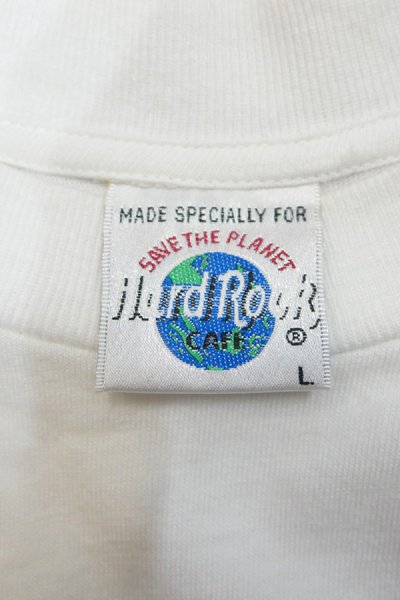 MADE SPECIALLY FOR
SAVE THE PLANET
Hard Rock
CAFE ®
L